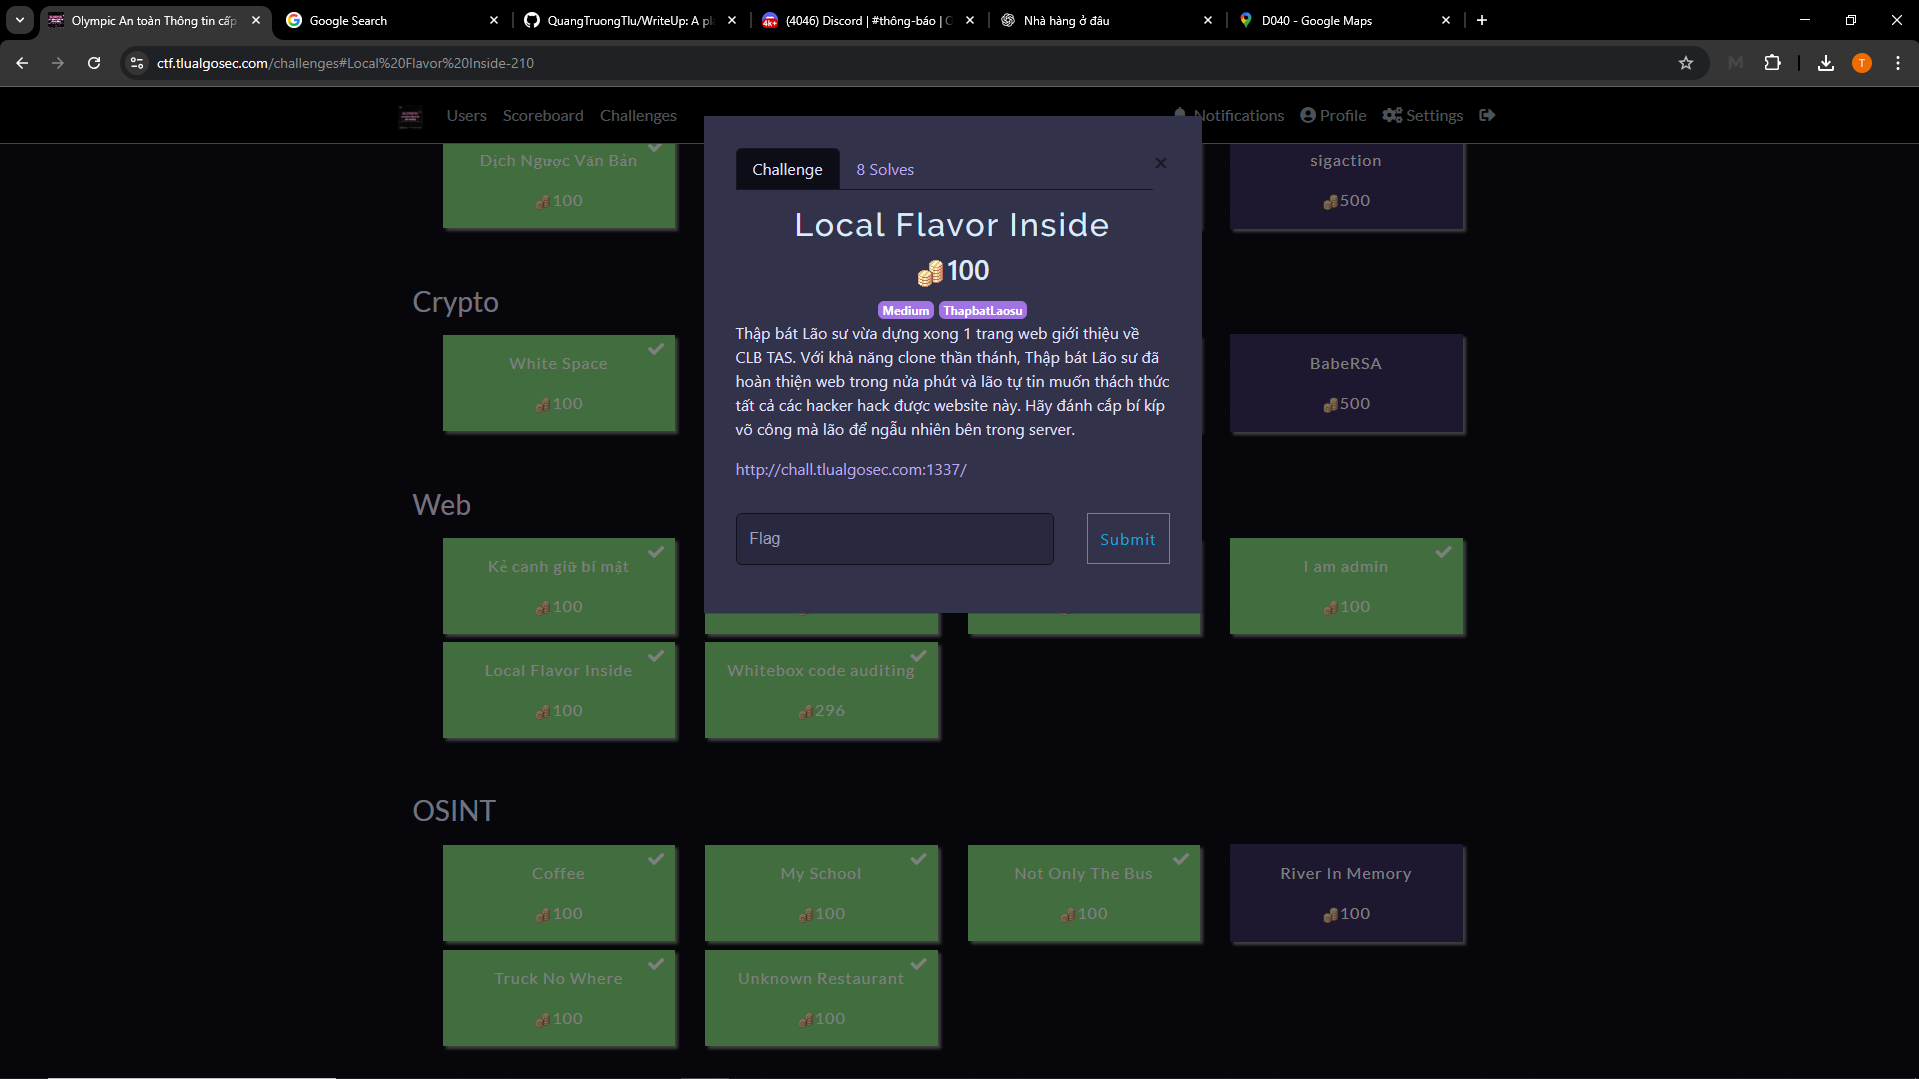 Olympic An toàn Thông tin cấp
Google Search
QuangTruongTlu/WriteUp: A pl
(4046) Discord | #thông-báo | O
Nhà hàng ở đâu
D040 - Google Maps
ctf.tlualgosec.com/challenges#Local%20Flavor%20Inside-210
T
Users
Scoreboard
Challenges
Notifications
Profile
Settings
Dịch Ngược Văn Bản
100
sigaction
500
Challenge
8 Solves
Local Flavor Inside
100
Medium
ThapbatLaosu
Thập bát Lão sư vừa dựng xong 1 trang web giới thiệu về
CLB TAS. Với khả năng clone thần thánh, Thập bát Lão sư đã
hoàn thiện web trong nửa phút và lão tự tin muốn thách thức
tất cả các hacker hack được website này. Hãy đánh cắp bí kíp
võ công mà lão để ngẫu nhiên bên trong server.
http://chall.tlualgosec.com:1337/
Flag
Submit
Crypto
White Space
100
BabeRSA
500
Web
Kẻ canh giữ bí mật
100
I am admin
100
Local Flavor Inside
100
Whitebox code auditing
296
OSINT
Coffee
100
My School
100
Not Only The Bus
100
River In Memory
100
Truck No Where
100
Unknown Restaurant
100